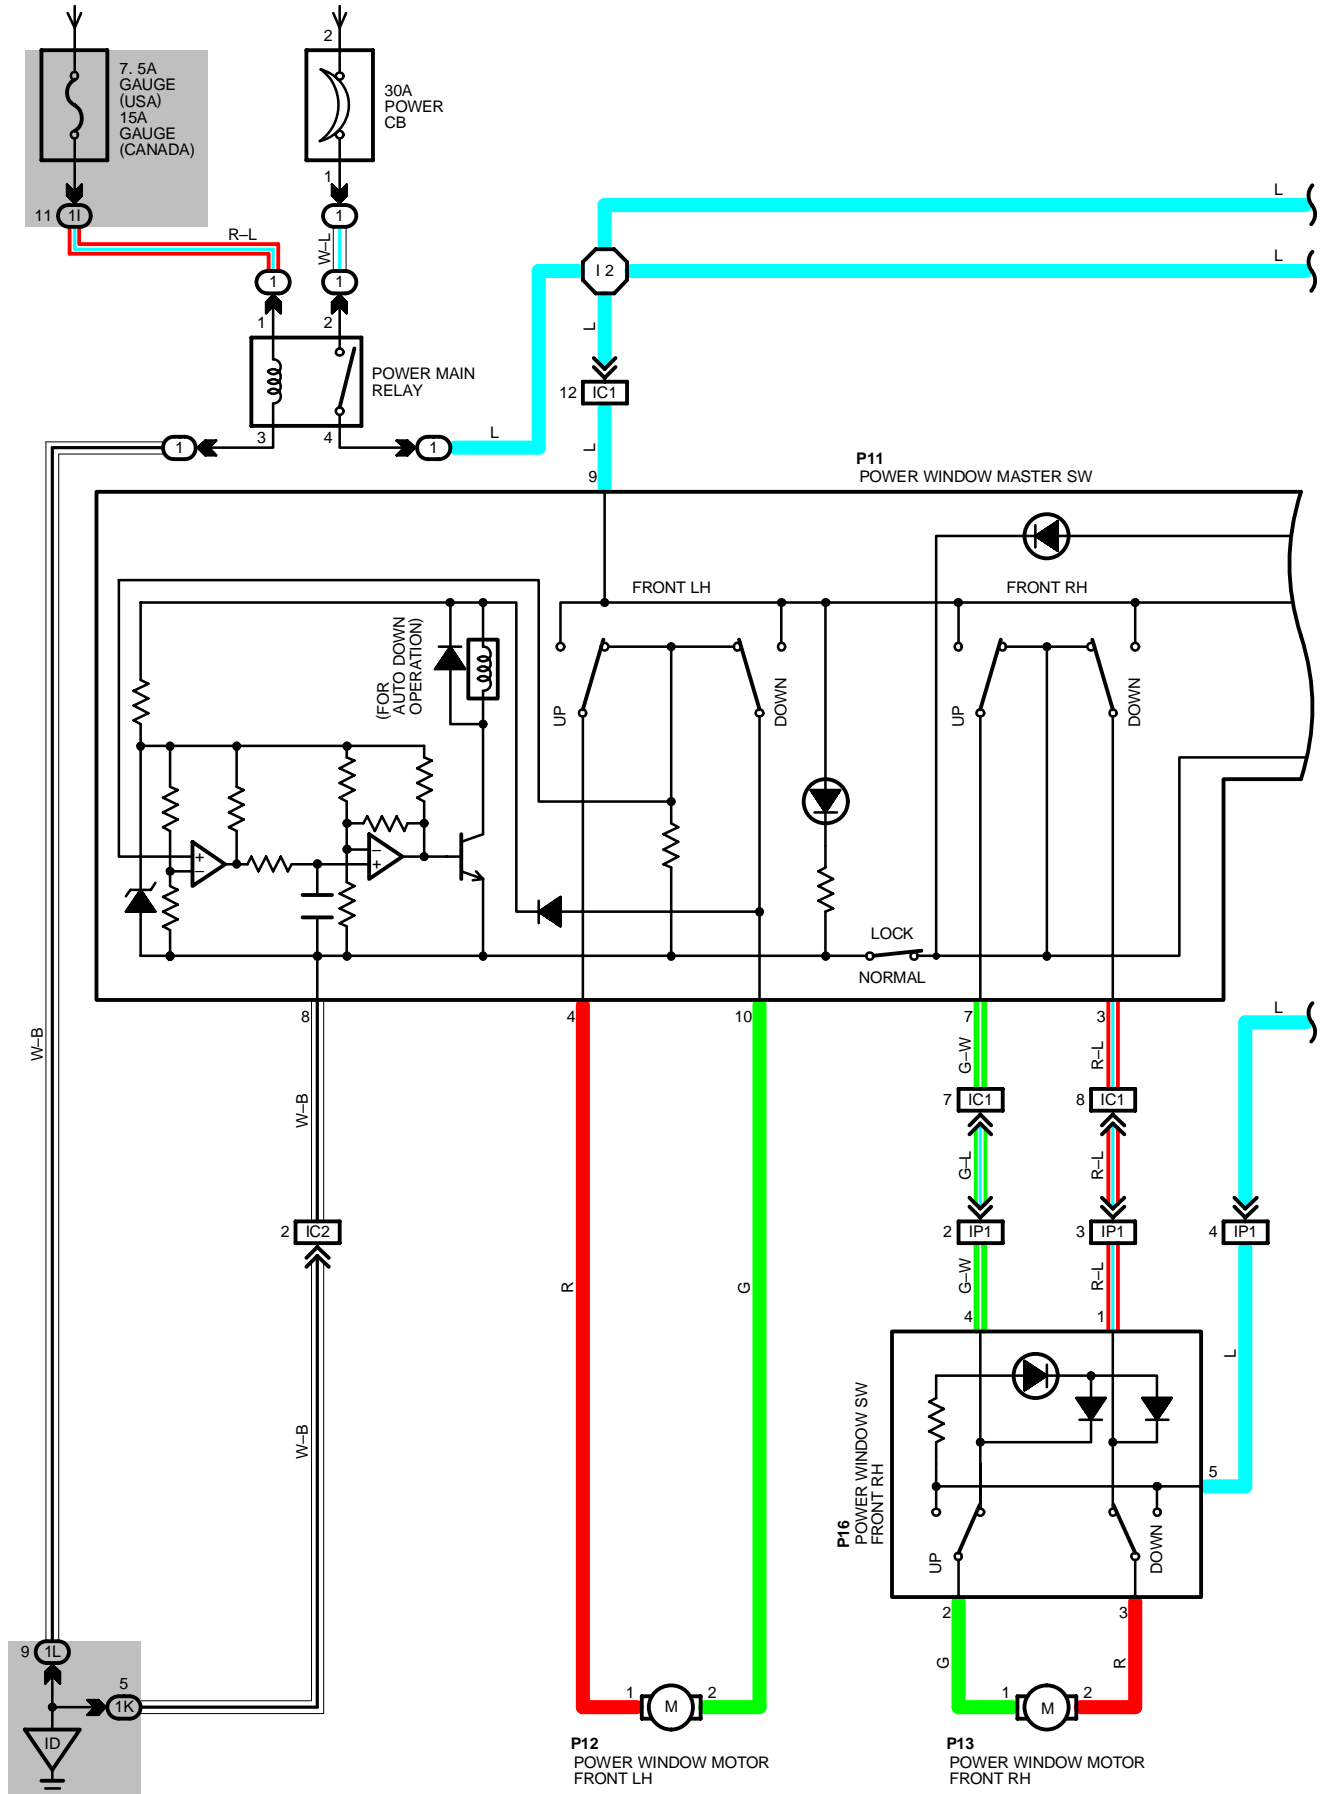 2
7. 5A
GAUGE
(USA)
15A
GAUGE
(CANADA)
30A
POWER
CB
1
11 1I
1
R–L
W–L
1
1
1
2
POWER MAIN
RELAY
3
4
1
1
L
L
L
I 2
L
12 IC1
L
9
P11
POWER WINDOW MASTER SW
FRONT LH
FRONT RH
(FOR
AUTO DOWN
OPERATION)
UP
DOWN
UP
DOWN
+
–
–
+
LOCK
NORMAL
8
4
10
7
3
L
W–B
W–B
G–W
R–L
7 IC1
8 IC1
G–L
R–L
2 IC2
2 IP1
3 IP1
4 IP1
R
G
G–W
R–L
4
1
L
W–B
P16
POWER WINDOW SW
FRONT RH
5
UP
DOWN
2
3
G
R
9 1L
5
1K
ID
1
M
2
1
M
2
P12
POWER WINDOW MOTOR
FRONT LH
P13
POWER WINDOW MOTOR
FRONT RH